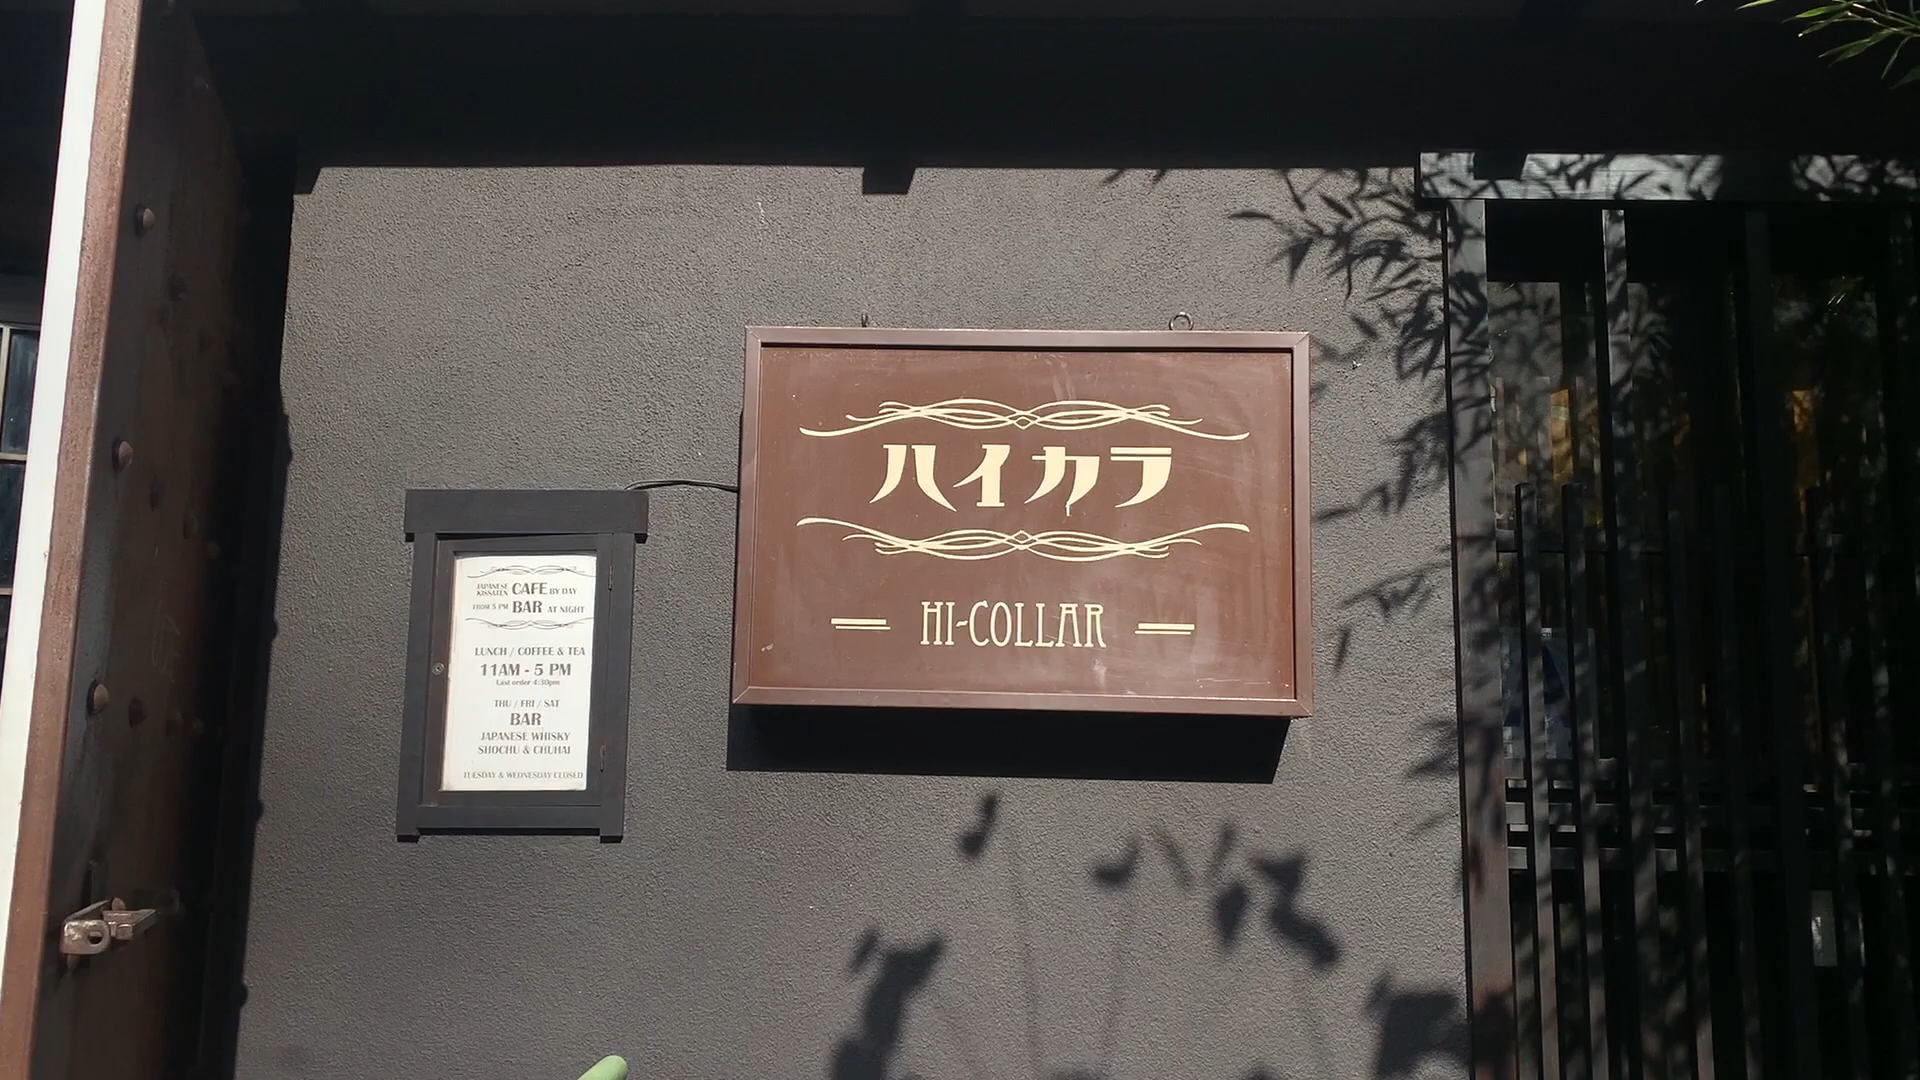 ハイカラ
HI-COLLAR
JAPANESE KISSATEN CAFE BY DAY
FROM 5 PM BAR AT NIGHT
LUNCH / COFFEE & TEA
11AM - 5 PM
Last order 4:30pm
THU / FRI / SAT
BAR
JAPANESE WHISKY
SHOCHU & CHUHAI
TUESDAY & WEDNESDAY CLOSED